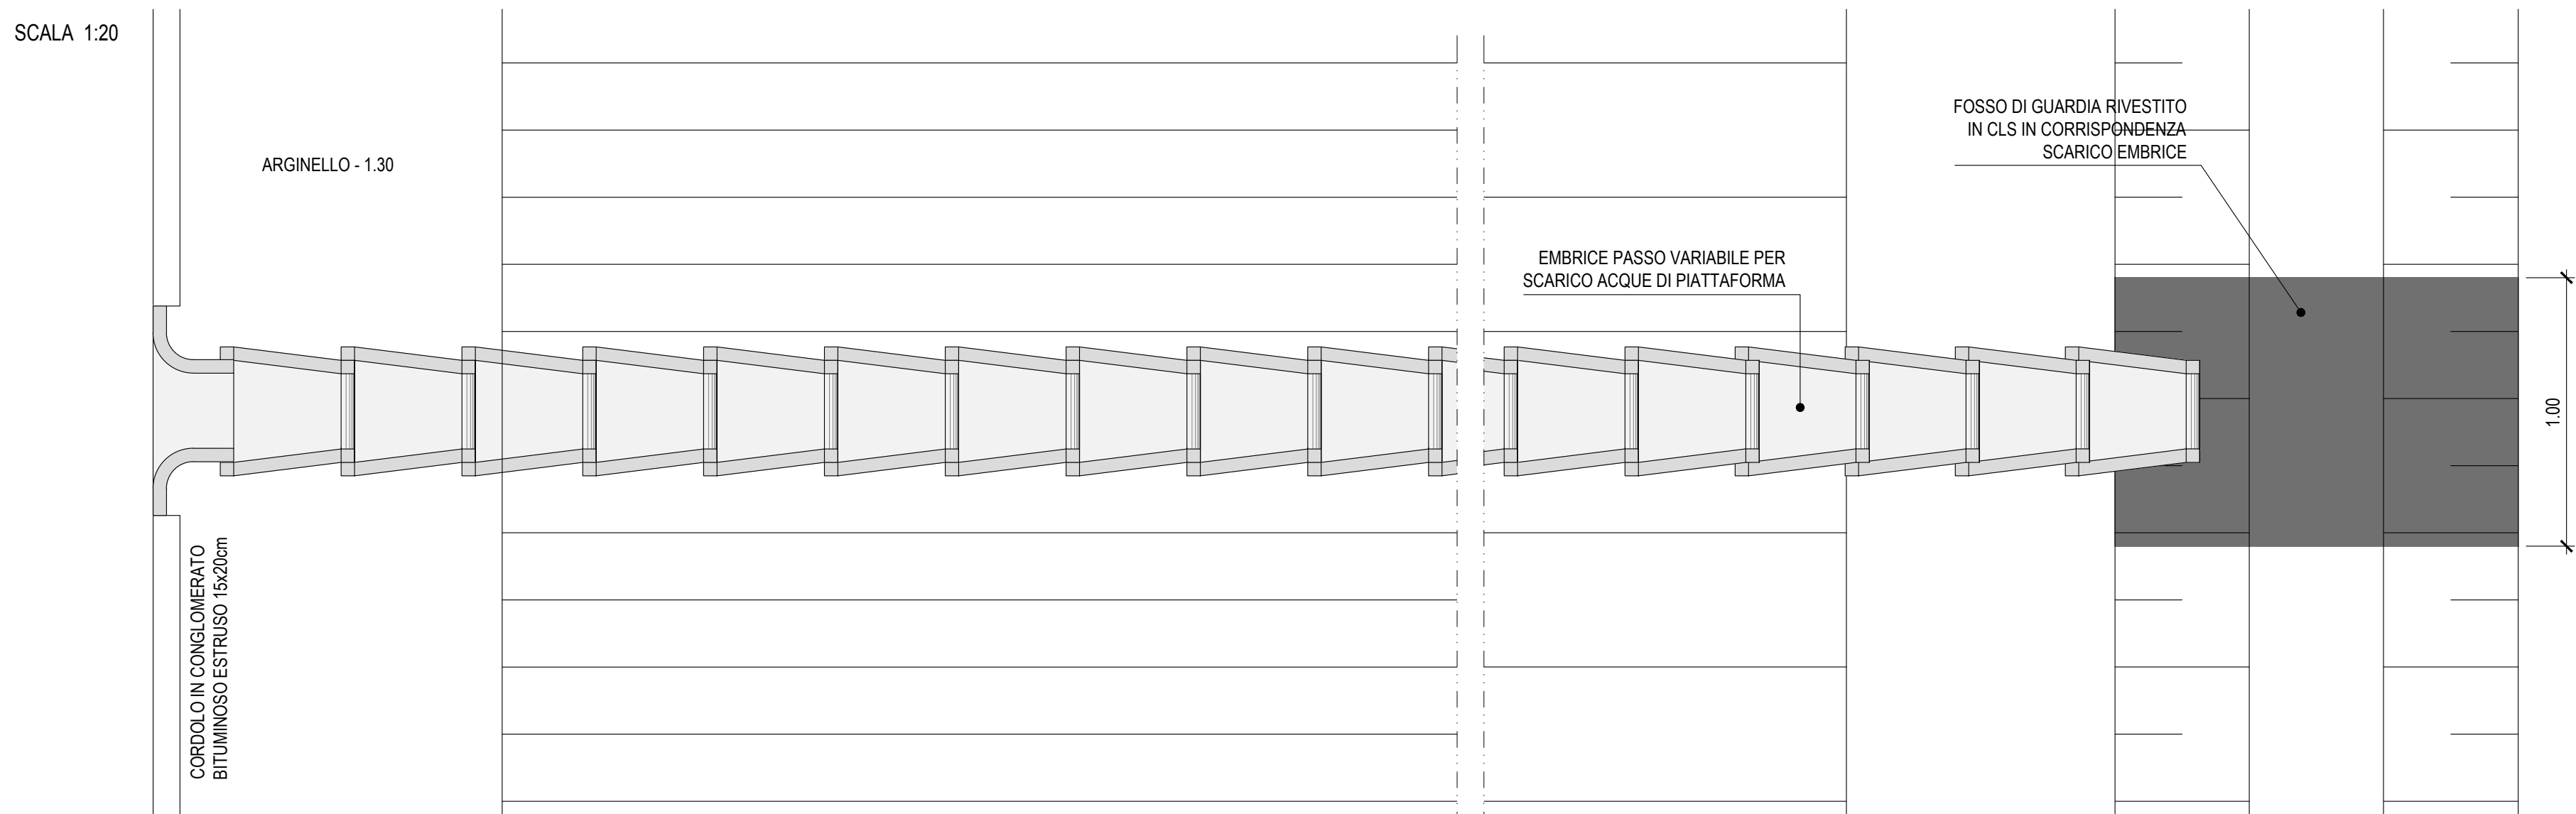 SCALA 1:20
ARGINELLO - 1.30
FOSSO DI GUARDIA RIVESTITO
IN CLS IN CORRISPONDENZA
SCARICO EMBRICE
EMBRICE PASSO VARIABILE PER
SCARICO ACQUE DI PIATTAFORMA
1.00
CORDOLO IN CONGLOMERATO
BITUMINOSO ESTRUSO 15x20cm